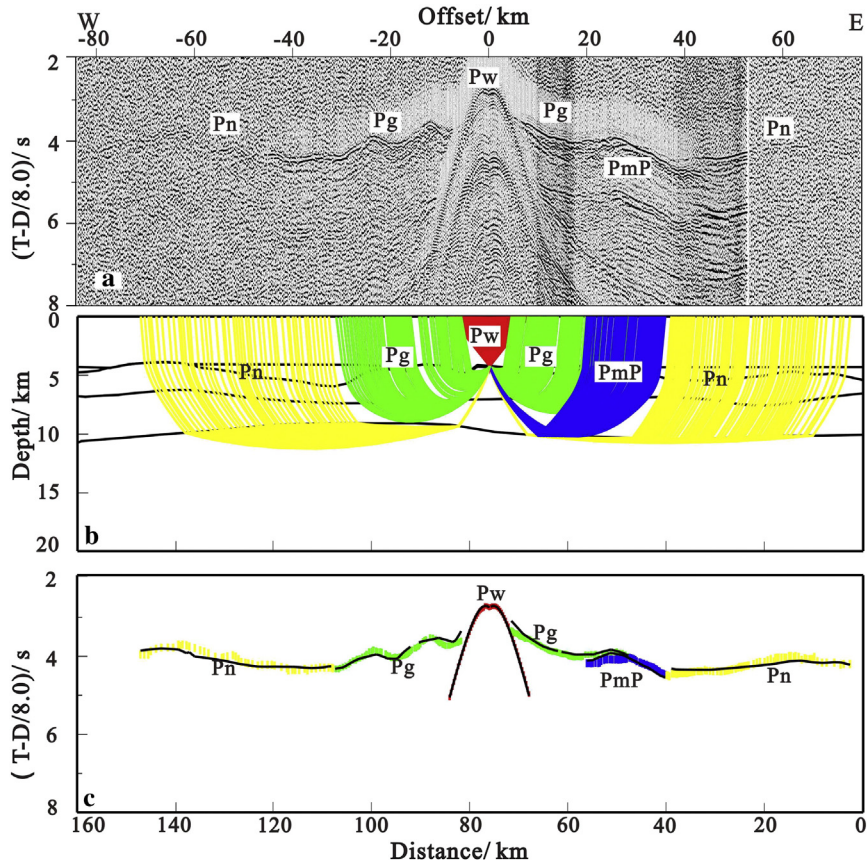 W Offset/ km E
-80 -60 -40 -20 0 20 40 60
2
4
6
8
(T-D/8.0)/ s
Pn Pg Pw Pg PmP Pn
a
0
5
10
15
20
Depth/ km
Pn Pg Pw Pg PmP Pn
b
2
4
6
8
( T-D/8.0)/ s
Pn Pg Pw Pg PmP Pn
c
160 140 120 100 80 60 40 20 0
Distance/ km